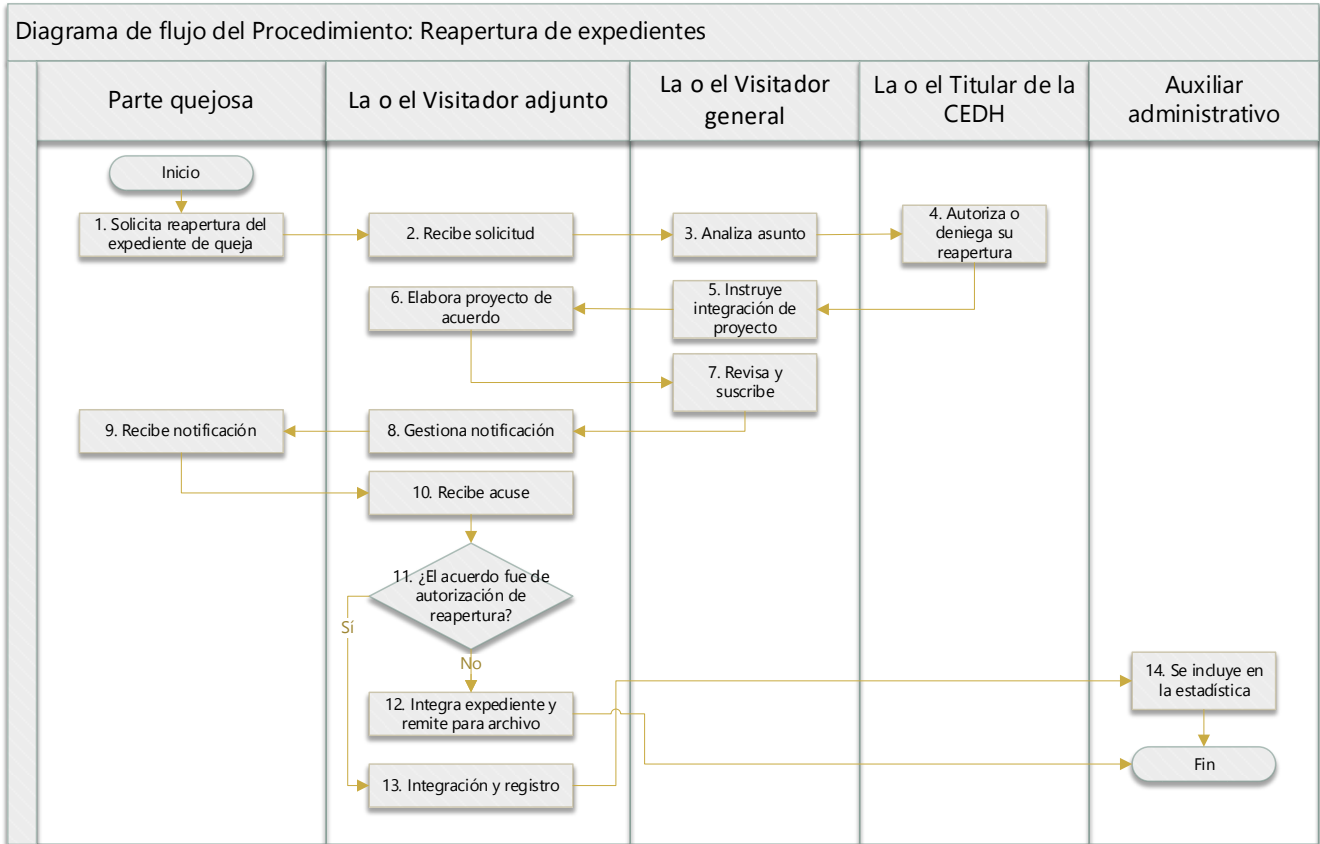 Diagrama de flujo del Procedimiento: Reapertura de expedientes
Parte quejosa
La o el Visitador adjunto
La o el Visitador
general
La o el Titular de la
CEDH
Auxiliar
administrativo
Inicio
1. Solicita reapertura del
expediente de queja
2. Recibe solicitud
3. Analiza asunto
4. Autoriza o
deniega su
reapertura
5. Instruye
integración de
proyecto
6. Elabora proyecto de
acuerdo
7. Revisa y
suscribe
8. Gestiona notificación
9. Recibe notificación
10. Recibe acuse
11. ¿El acuerdo fue de
autorización de
reapertura?
Sí
No
12. Integra expediente y
remite para archivo
13. Integración y registro
14. Se incluye en
la estadística
Fin